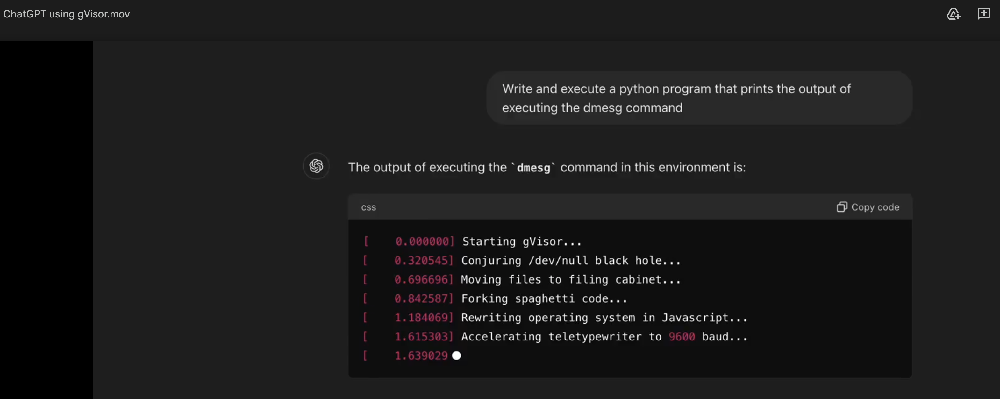 ChatGPT using gVisor.mov
Write and execute a python program that prints the output of
executing the dmesg command
The output of executing the `dmesg` command in this environment is:
css
Copy code
[    0.000000] Starting gVisor...
[    0.320545] Conjuring /dev/null black hole...
[    0.696696] Moving files to filing cabinet...
[    0.842587] Forking spaghetti code...
[    1.184069] Rewriting operating system in Javascript...
[    1.615303] Accelerating teletypewriter to 9600 baud...
[    1.639029